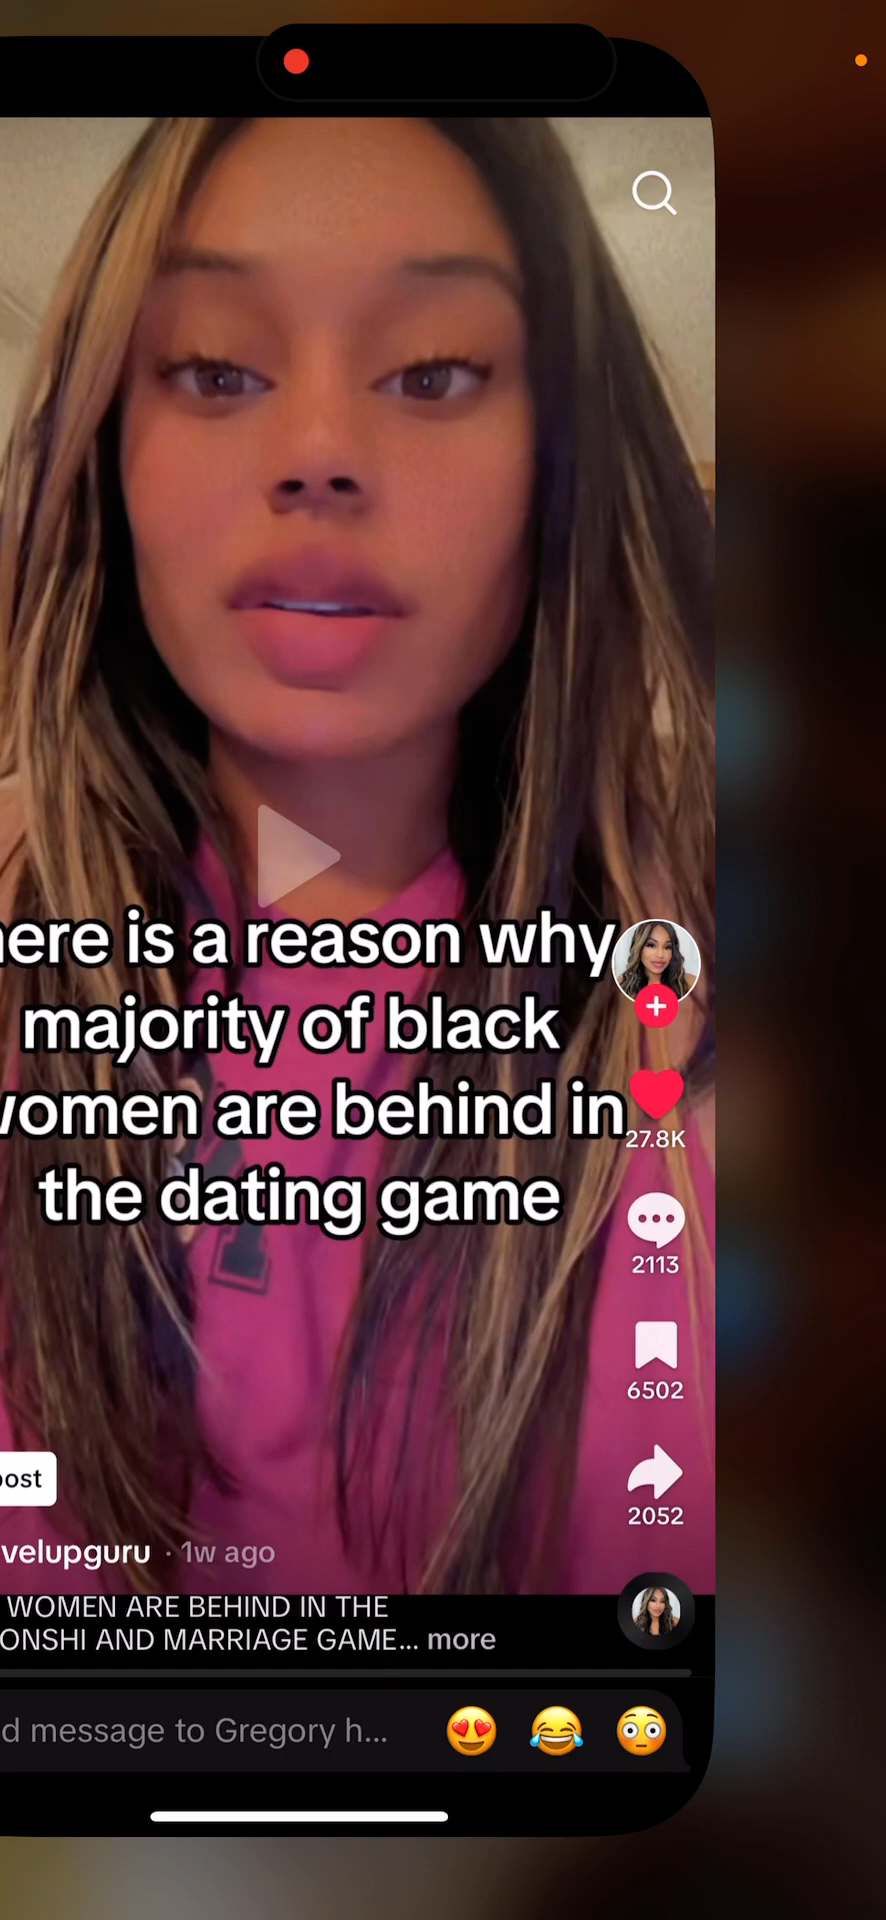 ere is a reason why
majority of black
women are behind in
the dating game
27.8K
2113
6502
2052
ost
velupguru · 1w ago
WOMEN ARE BEHIND IN THE
ONSHI AND MARRIAGE GAME... more
d message to Gregory h...